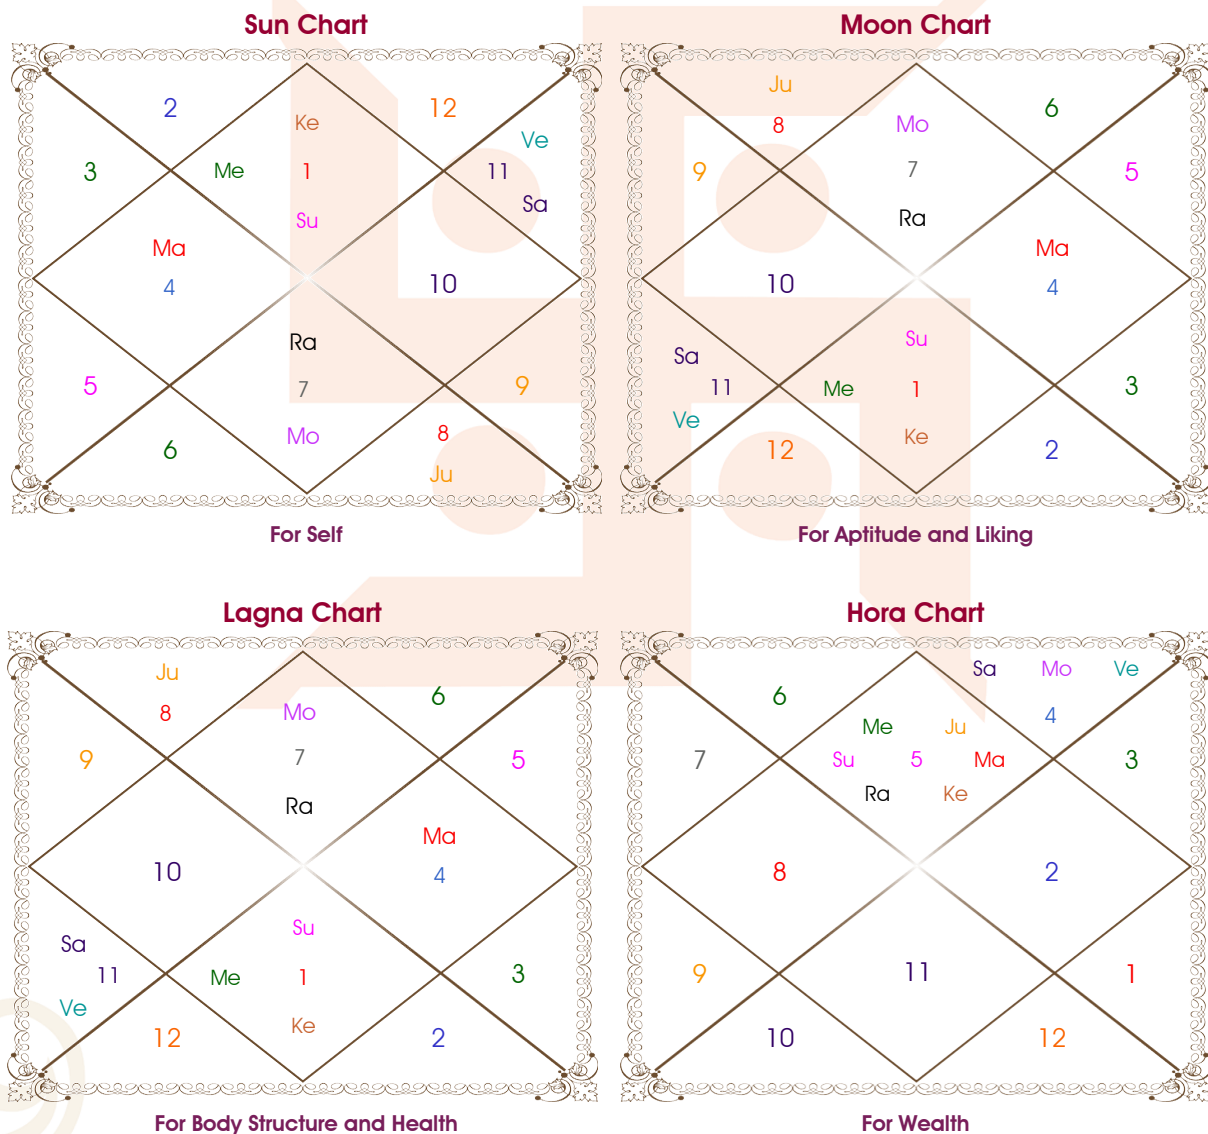 Sun Chart
2
Ke
12
3
Me
1
11
Ve
Su
Sa
Ma
4
10
Ra
5
7
9
6
Mo
8
Ju
For Self
Moon Chart
Ju
8
Mo
6
9
7
5
Ra
10
Ma
4
Sa
Su
11
Me
1
3
Ve
Ke
12
2
For Aptitude and Liking
Lagna Chart
Ju
8
Mo
6
9
7
5
Ra
10
Ma
4
Sa
Su
11
Me
1
3
Ve
Ke
12
2
For Body Structure and Health
Hora Chart
Sa Mo Ve
6
4
Me Ju
7
Su 5 Ma
3
Ra Ke
8
2
9
11
1
10
12
For Wealth